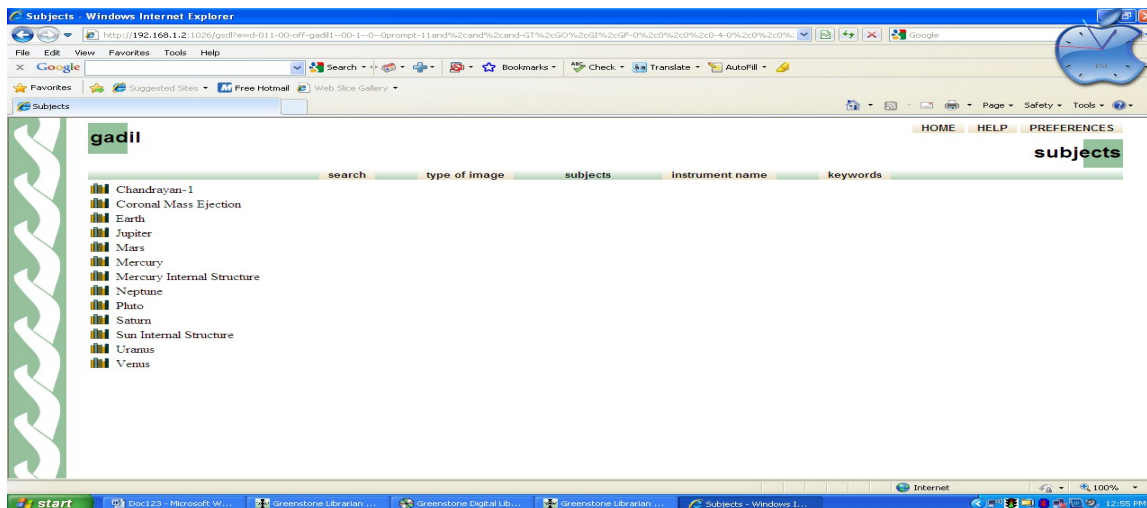 Subjects - Windows Internet Explorer
http://192.168.1.2:1026/gsdl?e=d-011-00-off-gadil1--00-1--0--0prompt-11and%2cand%2cand-GT%2cGO%2cGI%2cGF-0%2c0%2c0%2c0-4-0%2c0%2c0%:
Google
File Edit View Favorites Tools Help
Google Search Bookmarks Check Translate AutoFill
Favorites Suggested Sites Free Hotmail Web Slice Gallery
Subjects Page Safety Tools
HOME HELP PREFERENCES
gadil
subjects
search type of image subjects instrument name keywords
Chandrayan-1
Coronal Mass Ejection
Earth
Jupiter
Mars
Mercury
Mercury Internal Structure
Neptune
Pluto
Saturn
Sun Internal Structure
Uranus
Venus
Internet 100%
start Doc123 - Microsoft W... Greenstone Librarian ... Greenstone Digital Lib... Greenstone Librarian ... Subjects - Windows I... 12:55 PM